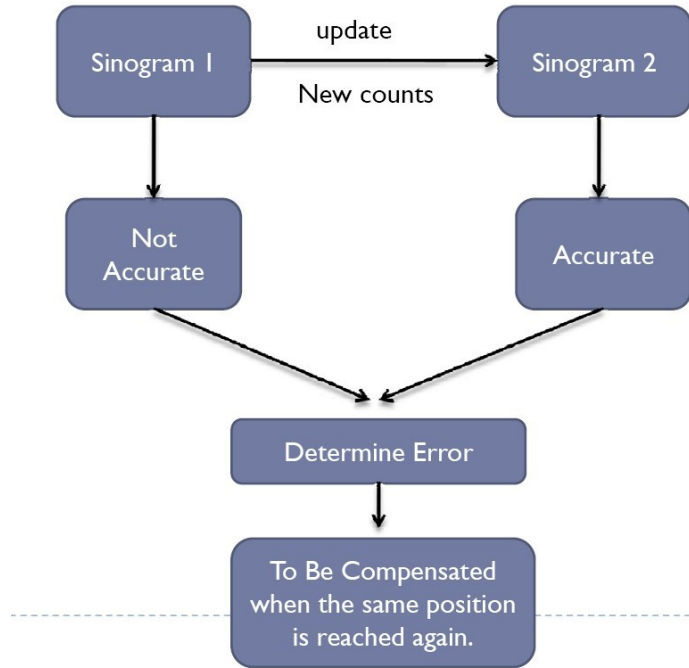 Sinogram 1
update
New counts
Sinogram 2
Not
Accurate
Accurate
Determine Error
To Be Compensated
when the same position
is reached again.